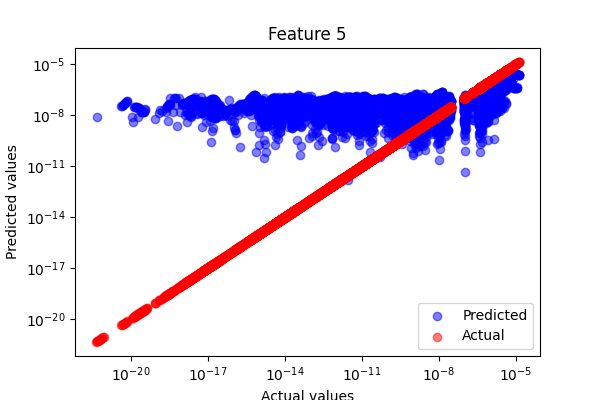 Feature 5
Predicted values
10⁻⁵
10⁻⁸
10⁻¹¹
10⁻¹⁴
10⁻¹⁷
10⁻²⁰
Predicted
Actual
10⁻²⁰ 10⁻¹⁷ 10⁻¹⁴ 10⁻¹¹ 10⁻⁸ 10⁻⁵
Actual values